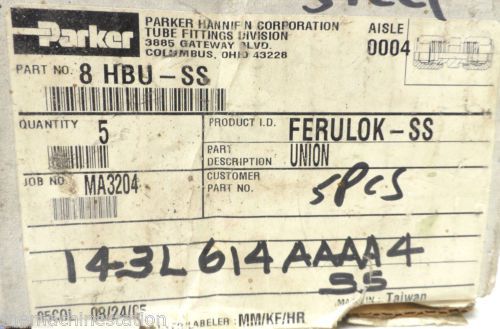 Steel
Parker
PARKER HANNIFIN CORPORATION
TUBE FITTINGS DIVISION
3885 GATEWAY BLVD.
COLUMBUS, OHIO 43228
AISLE
0004
PART NO. 8 HBU-SS
QUANTITY 5
PRODUCT I.D. FERULOK-SS
PART DESCRIPTION UNION
JOB NO MA3204
CUSTOMER PART NO.
5PCS
143L614AAAA4
SS
08/24/05
LABELER: MM/KF/HR
IN: Taiwan
machinestation